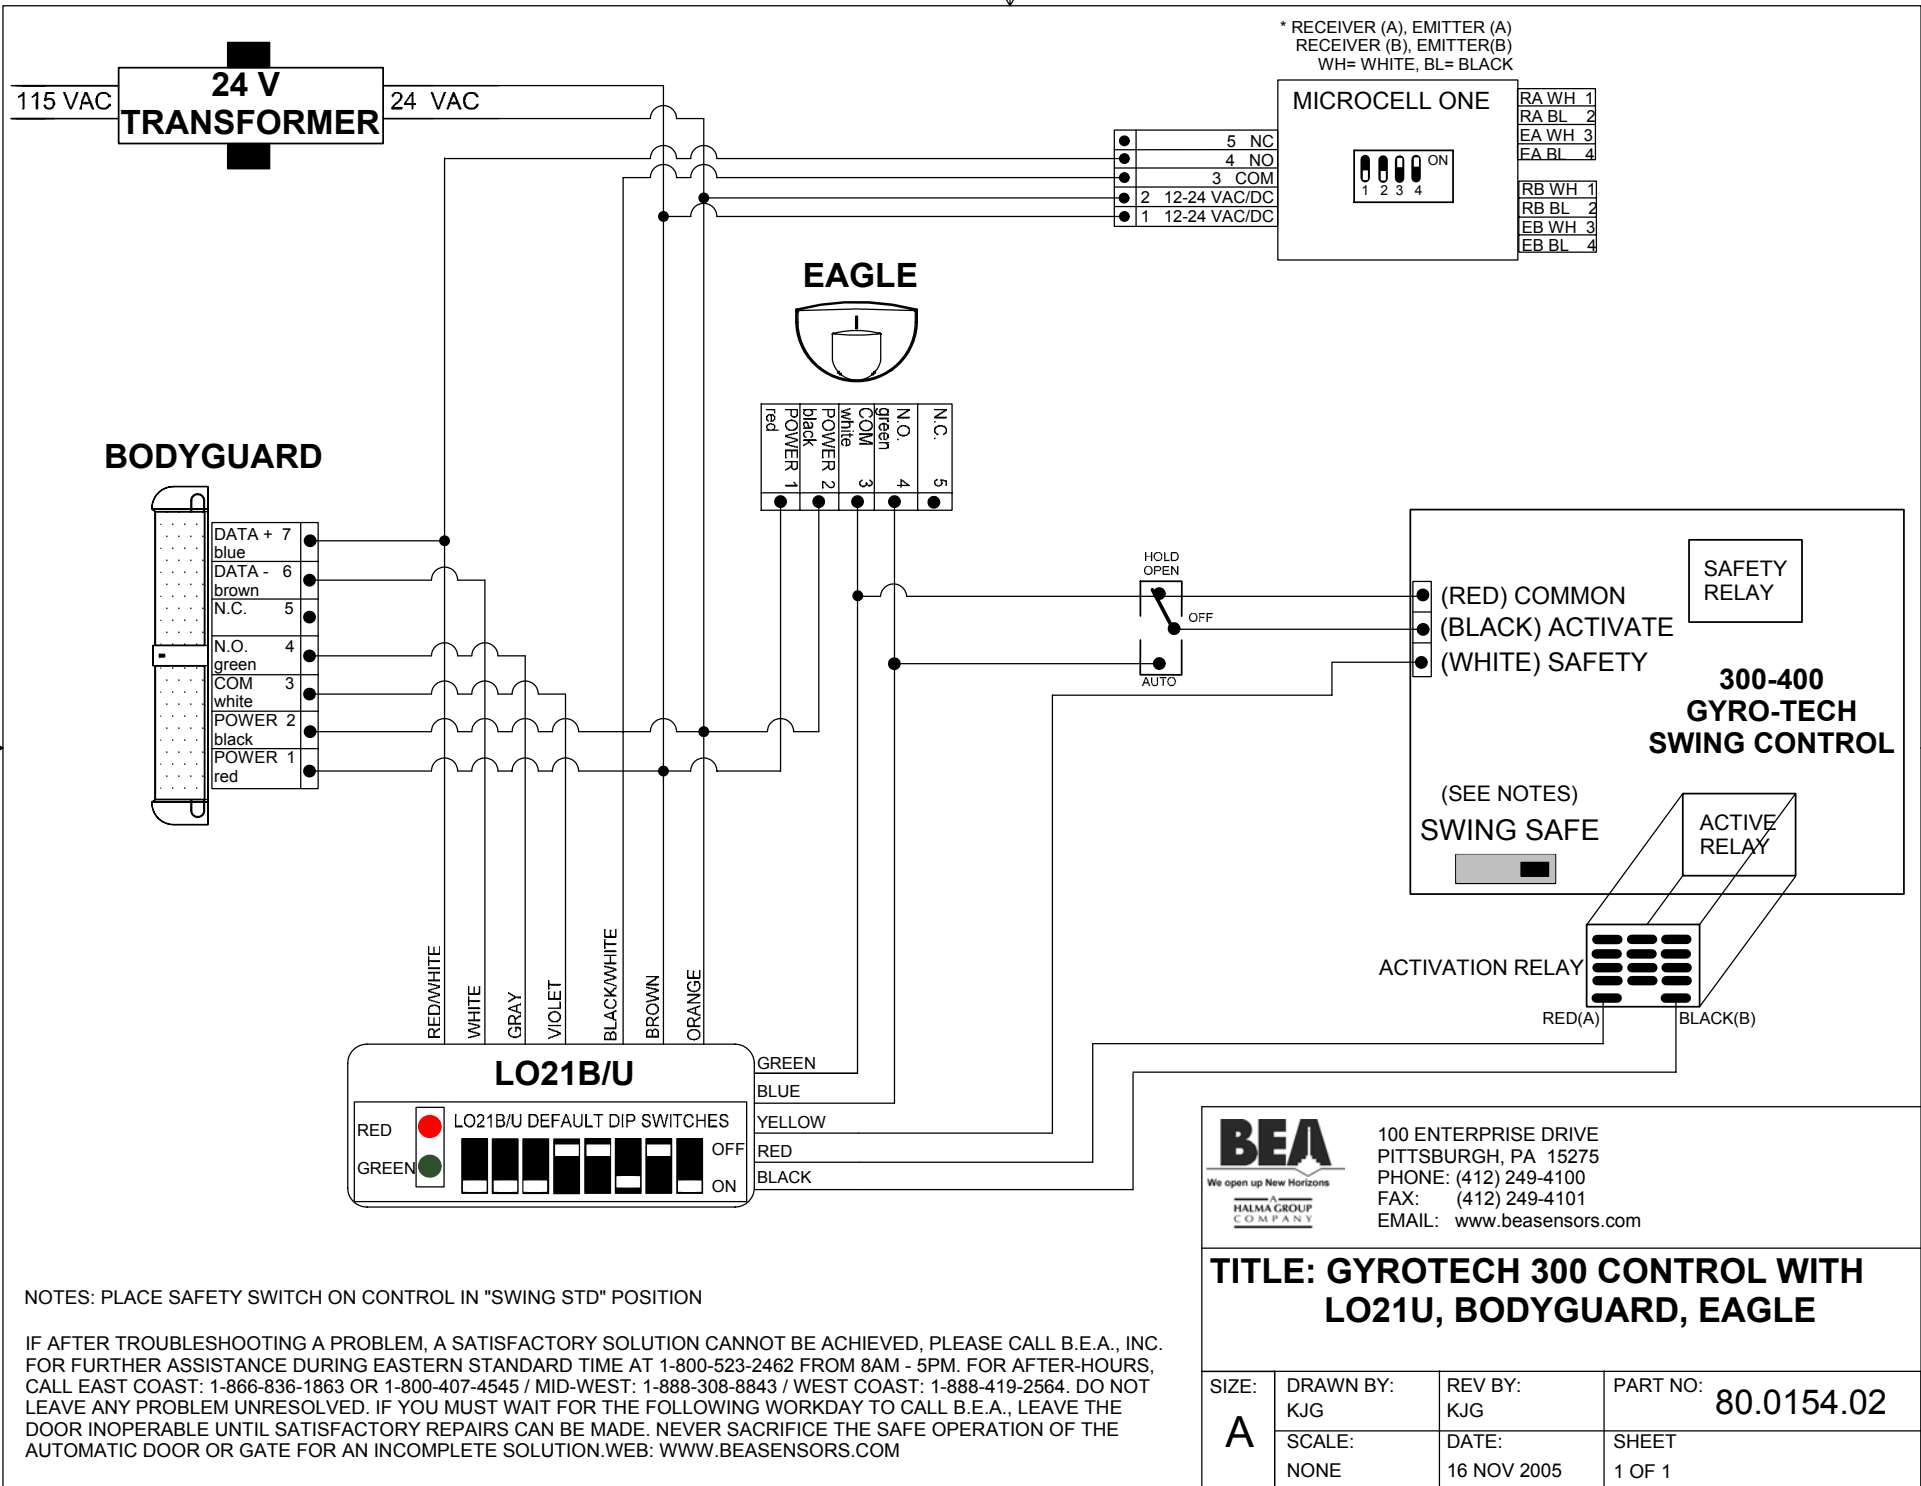 * RECEIVER (A), EMITTER (A)
RECEIVER (B), EMITTER(B)
WH= WHITE, BL= BLACK
115 VAC
24 V
TRANSFORMER
24 VAC
MICROCELL ONE
5 NC
4 NO
3 COM
2 12-24 VAC/DC
1 12-24 VAC/DC
ON
1 2 3 4
RA WH 1
RA BL 2
EA WH 3
EA BL 4
RB WH 1
RB BL 2
EB WH 3
EB BL 4
EAGLE
red
POWER 1
black
POWER 2
white
COM 3
green
N.O. 4
N.C. 5
BODYGUARD
DATA + 7
blue
DATA - 6
brown
N.C. 5
N.O. 4
green
COM 3
white
POWER 2
black
POWER 1
red
HOLD
OPEN
OFF
AUTO
(RED) COMMON
(BLACK) ACTIVATE
(WHITE) SAFETY
SAFETY
RELAY
300-400
GYRO-TECH
SWING CONTROL
(SEE NOTES)
SWING SAFE
ACTIVE
RELAY
ACTIVATION RELAY
RED(A)
BLACK(B)
RED/WHITE
WHITE
GRAY
VIOLET
BLACK/WHITE
BROWN
ORANGE
LO21B/U
GREEN
BLUE
YELLOW
RED
BLACK
RED
GREEN
LO21B/U DEFAULT DIP SWITCHES
OFF
ON
BEA
We open up New Horizons
A
HALMA GROUP
COMPANY
100 ENTERPRISE DRIVE
PITTSBURGH, PA 15275
PHONE: (412) 249-4100
FAX: (412) 249-4101
EMAIL: www.beasensors.com
TITLE: GYROTECH 300 CONTROL WITH
LO21U, BODYGUARD, EAGLE
NOTES: PLACE SAFETY SWITCH ON CONTROL IN "SWING STD" POSITION
IF AFTER TROUBLESHOOTING A PROBLEM, A SATISFACTORY SOLUTION CANNOT BE ACHIEVED, PLEASE CALL B.E.A., INC.
FOR FURTHER ASSISTANCE DURING EASTERN STANDARD TIME AT 1-800-523-2462 FROM 8AM - 5PM. FOR AFTER-HOURS,
CALL EAST COAST: 1-866-836-1863 OR 1-800-407-4545 / MID-WEST: 1-888-308-8843 / WEST COAST: 1-888-419-2564. DO NOT
LEAVE ANY PROBLEM UNRESOLVED. IF YOU MUST WAIT FOR THE FOLLOWING WORKDAY TO CALL B.E.A., LEAVE THE
DOOR INOPERABLE UNTIL SATISFACTORY REPAIRS CAN BE MADE. NEVER SACRIFICE THE SAFE OPERATION OF THE
AUTOMATIC DOOR OR GATE FOR AN INCOMPLETE SOLUTION.WEB: WWW.BEASENSORS.COM
SIZE:
A
DRAWN BY:
KJG
REV BY:
KJG
PART NO: 80.0154.02
SCALE:
NONE
DATE:
16 NOV 2005
SHEET
1 OF 1